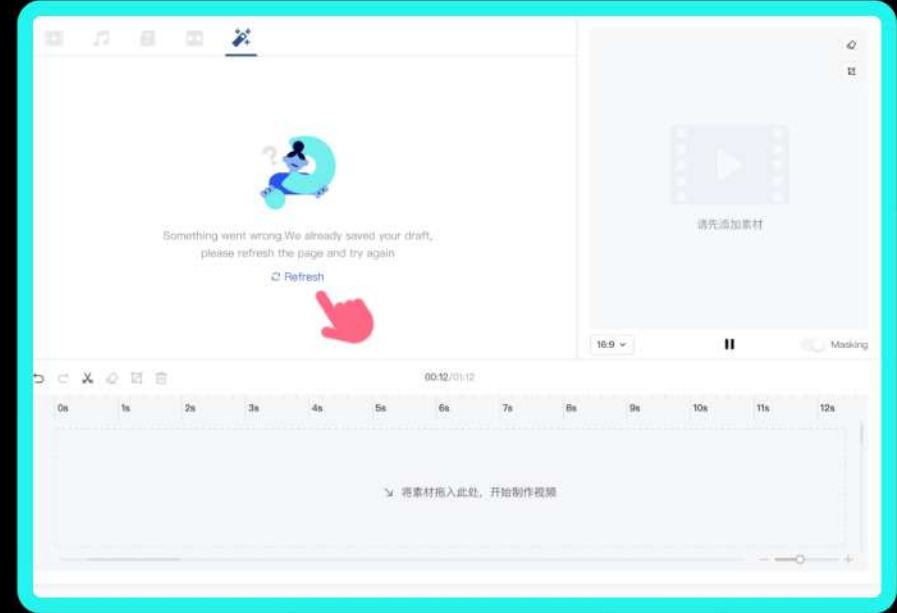 ?
Something went wrong.We already saved your draft,
please refresh the page and try again
Refresh
请先添加素材
16:9
Masking
00:12/01:12
0s 1s 2s 3s 4s 5s 6s 7s 8s 9s 10s 11s 12s
将素材拖入此处，开始制作视频